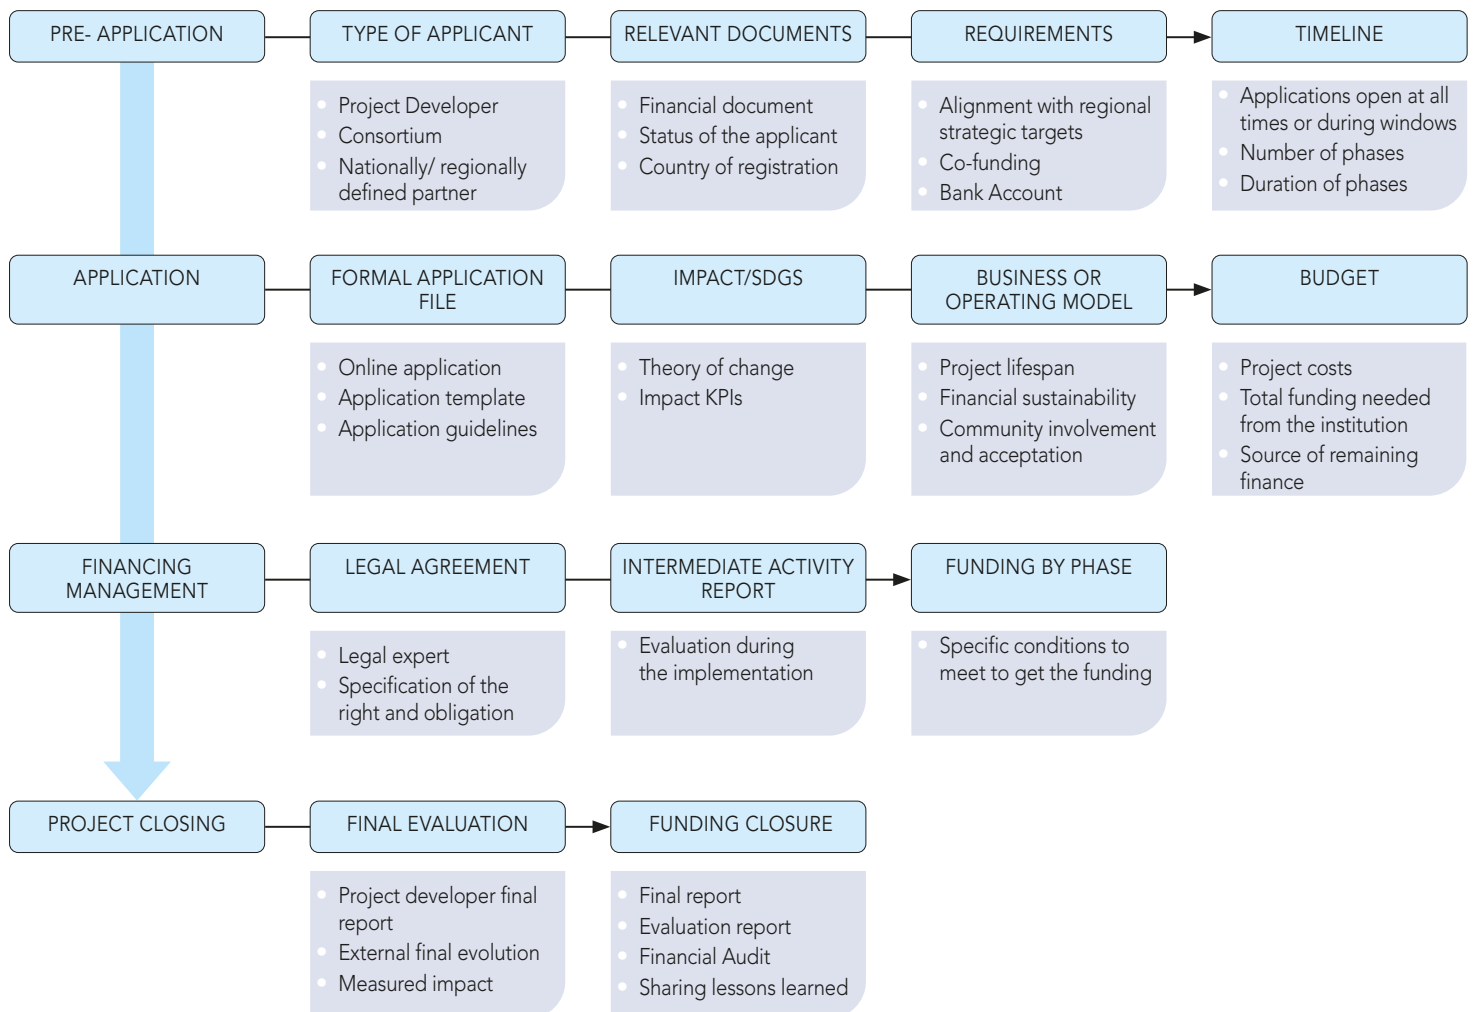 PRE- APPLICATION
TYPE OF APPLICANT
RELEVANT DOCUMENTS
REQUIREMENTS
TIMELINE
Project Developer
Consortium
Nationally/ regionally
defined partner
Financial document
Status of the applicant
Country of registration
Alignment with regional
strategic targets
Co-funding
Bank Account
Applications open at all
times or during windows
Number of phases
Duration of phases
APPLICATION
FORMAL APPLICATION
FILE
IMPACT/SDGS
BUSINESS OR
OPERATING MODEL
BUDGET
Online application
Application template
Application guidelines
Theory of change
Impact KPIs
Project lifespan
Financial sustainability
Community involvement
and acceptation
Project costs
Total funding needed
from the institution
Source of remaining
finance
FINANCING
MANAGEMENT
LEGAL AGREEMENT
INTERMEDIATE ACTIVITY
REPORT
FUNDING BY PHASE
Legal expert
Specification of the
right and obligation
Evaluation during
the implementation
Specific conditions to
meet to get the funding
PROJECT CLOSING
FINAL EVALUATION
FUNDING CLOSURE
Project developer final
report
External final evolution
Measured impact
Final report
Evaluation report
Financial Audit
Sharing lessons learned